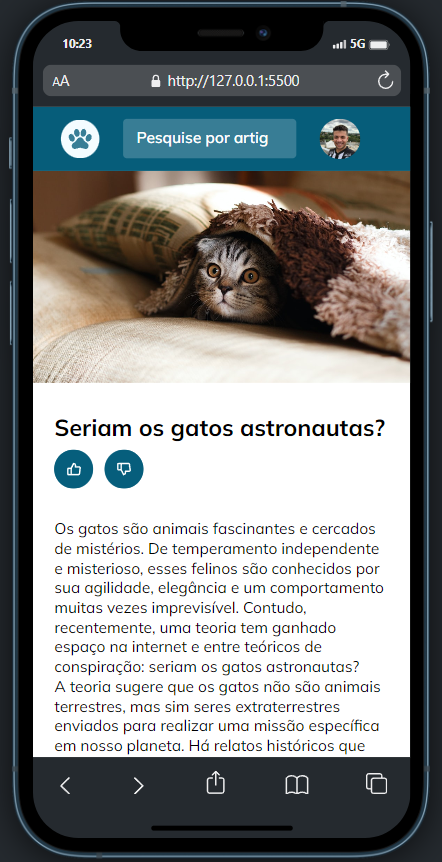 10:23
5G
AA
http://127.0.0.1:5500
Pesquise por artig
Seriam os gatos astronautas?
Os gatos são animais fascinantes e cercados
de mistérios. De temperamento independente
e misterioso, esses felinos são conhecidos por
sua agilidade, elegância e um comportamento
muitas vezes imprevisível. Contudo,
recentemente, uma teoria tem ganhado
espaço na internet e entre teóricos de
conspiração: seriam os gatos astronautas?
A teoria sugere que os gatos não são animais
terrestres, mas sim seres extraterrestres
enviados para realizar uma missão específica
em nosso planeta. Há relatos históricos que